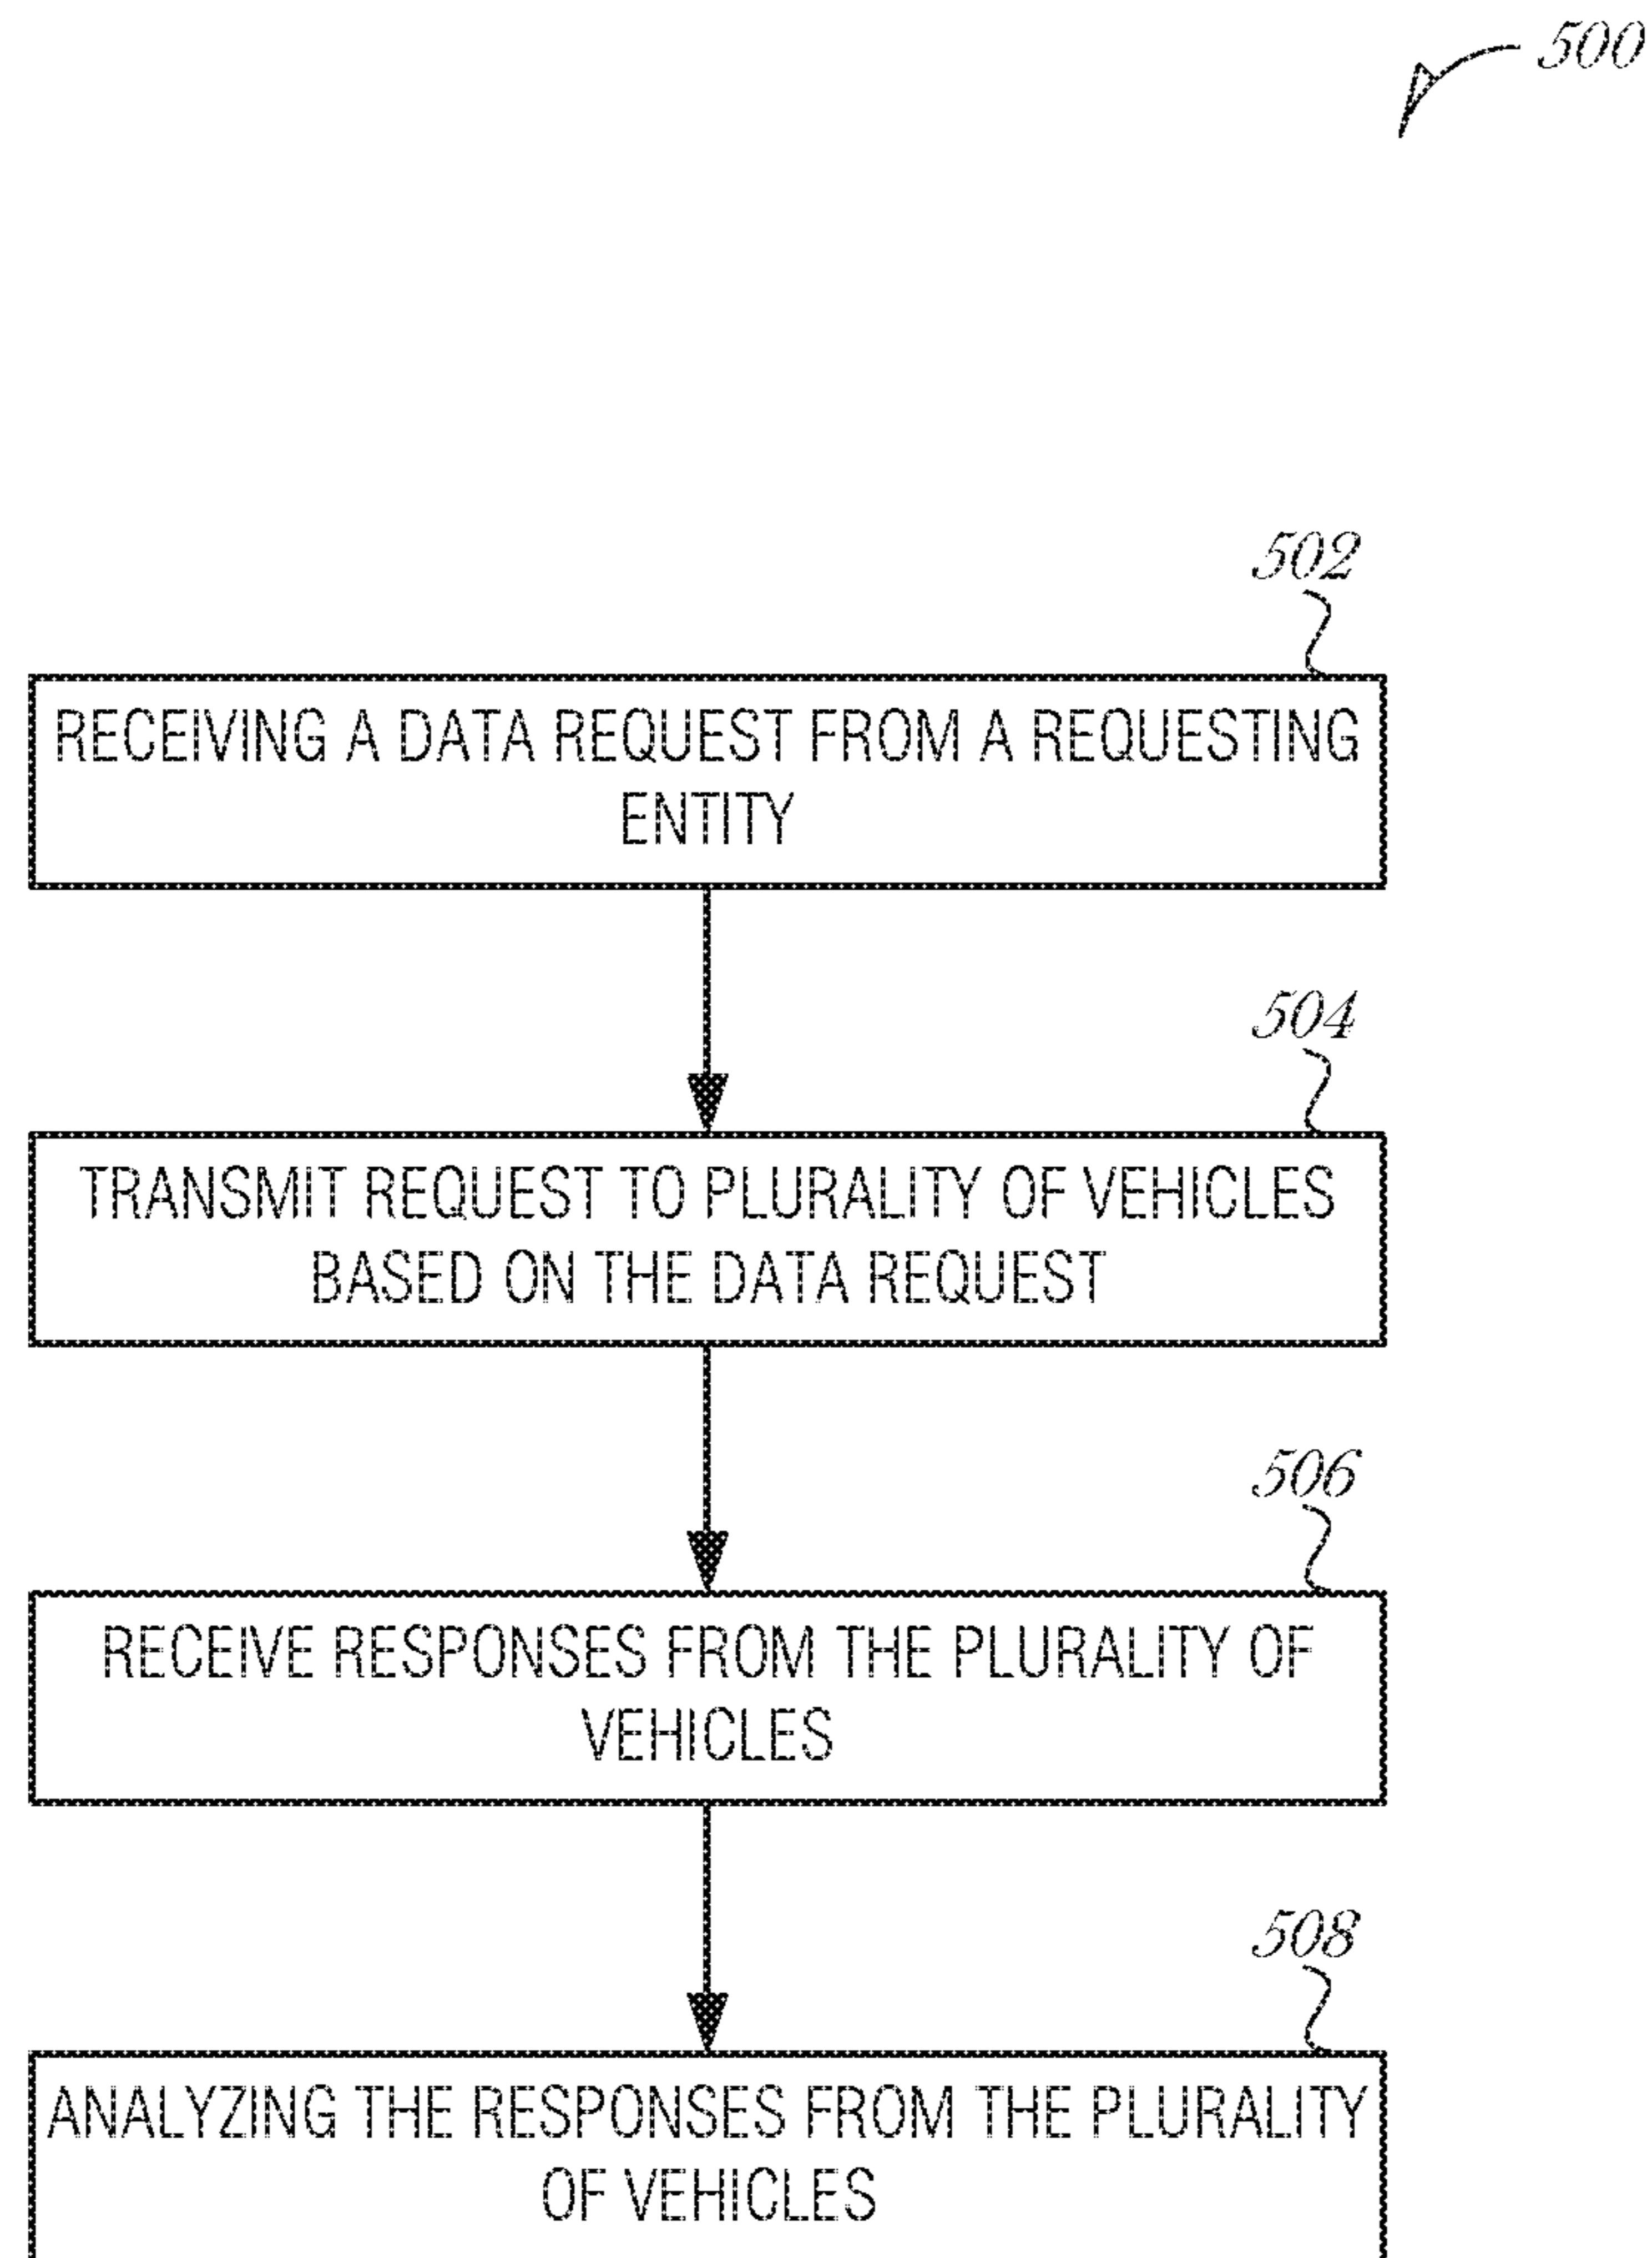 500
502
RECEIVING A DATA REQUEST FROM A REQUESTING
ENTITY
504
TRANSMIT REQUEST TO PLURALITY OF VEHICLES
BASED ON THE DATA REQUEST
506
RECEIVE RESPONSES FROM THE PLURALITY OF
VEHICLES
508
ANALYZING THE RESPONSES FROM THE PLURALITY
OF VEHICLES